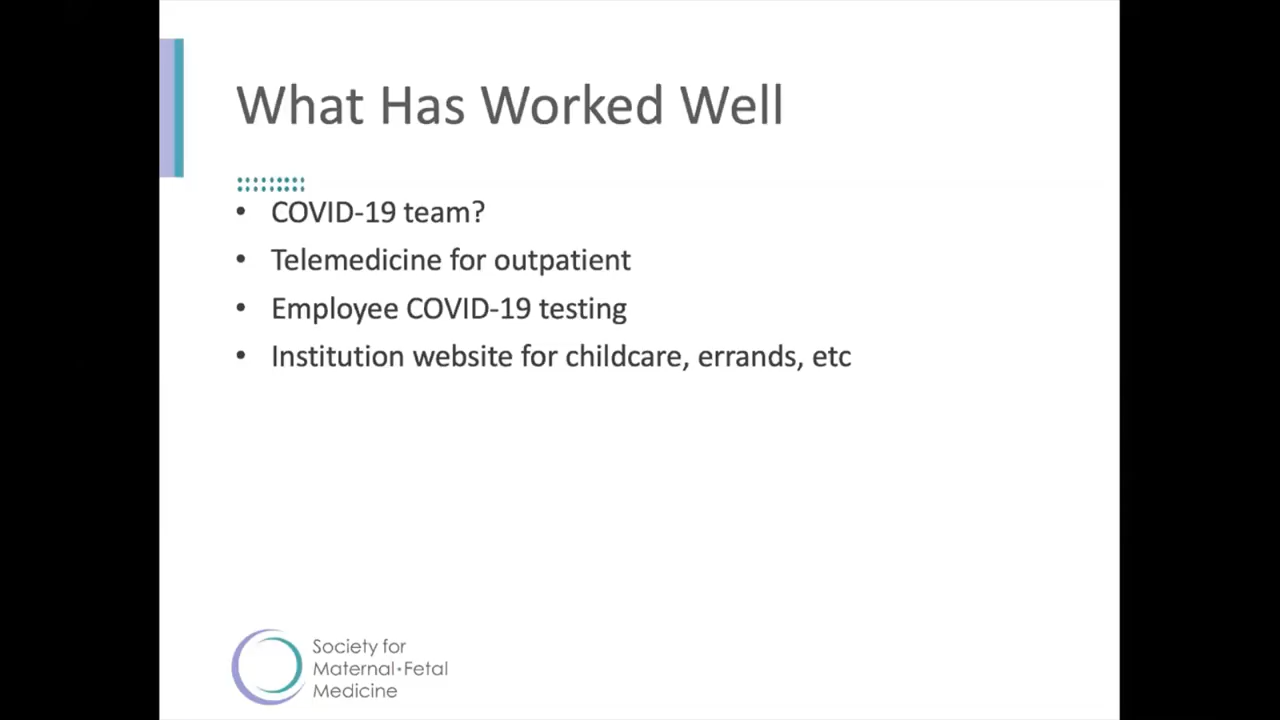 What Has Worked Well
• COVID-19 team?
• Telemedicine for outpatient
• Employee COVID-19 testing
• Institution website for childcare, errands, etc
Society for
Maternal•Fetal
Medicine